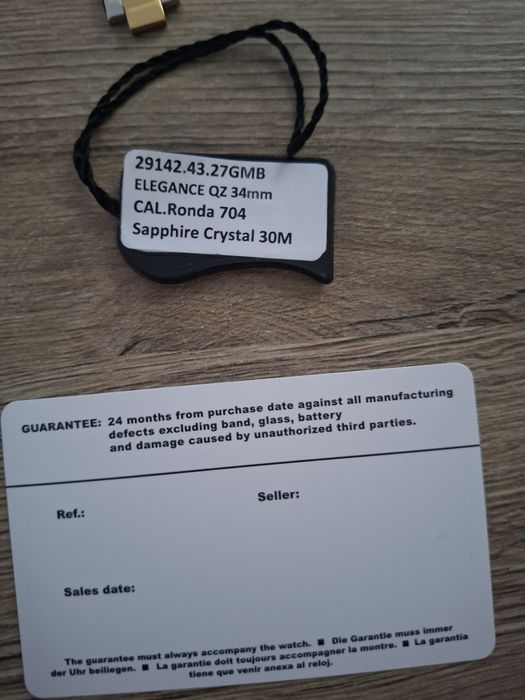 29142.43.27GMB
ELEGANCE QZ 34mm
CAL.Ronda 704
Sapphire Crystal 30M
GUARANTEE: 24 months from purchase date against all manufacturing
defects excluding band, glass, battery
and damage caused by unauthorized third parties.
Ref.: Seller:
Sales date:
The guarantee must always accompany the watch. ■ Die Garantie muss immer
der Uhr beiliegen. ■ La garantie doit toujours accompagner la montre. ■ La garantia
tiene que venir anexa al reloj.